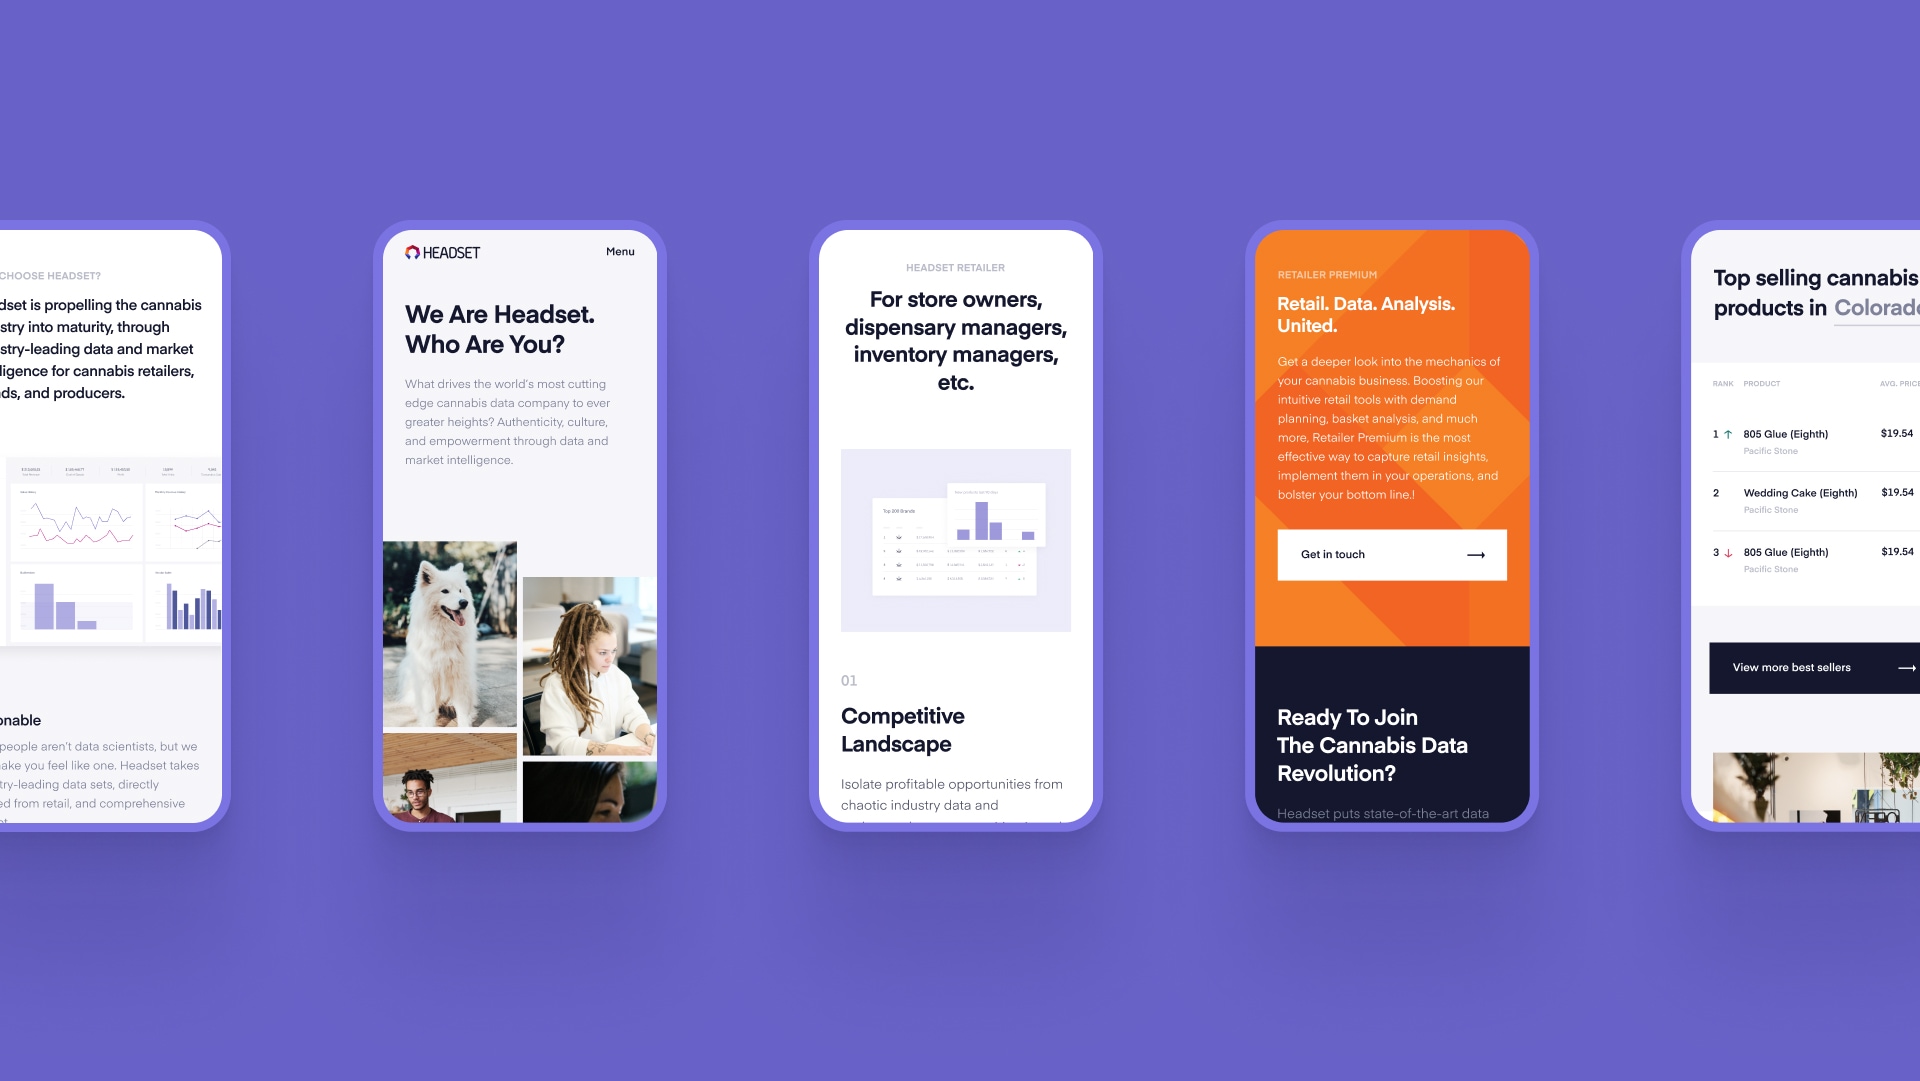 CHOOSE HEADSET?
dset is propelling the cannabis
stry into maturity, through
stry-leading data and market
lligence for cannabis retailers,
ds, and producers.
onable
people aren't data scientists, but we
ake you feel like one. Headset takes
try-leading data sets, directly
ed from retail, and comprehensive
HEADSET
Menu
We Are Headset.
Who Are You?
What drives the world's most cutting
edge cannabis data company to ever
greater heights? Authenticity, culture,
and empowerment through data and
market intelligence.
HEADSET RETAILER
For store owners,
dispensary managers,
inventory managers,
etc.
Top 200 Brands
01
Competitive
Landscape
Isolate profitable opportunities from
chaotic industry data and
RETAILER PREMIUM
Retail. Data. Analysis.
United.
Get a deeper look into the mechanics of
your cannabis business. Boosting our
intuitive retail tools with demand
planning, basket analysis, and much
more, Retailer Premium is the most
effective way to capture retail insights,
implement them in your operations, and
bolster your bottom line.!
Get in touch
Ready To Join
The Cannabis Data
Revolution?
Headset puts state-of-the-art data
Top selling cannabis
products in Colorado
RANK PRODUCT AVG. PRICE
1 805 Glue (Eighth) $19.54
Pacific Stone
2 Wedding Cake (Eighth) $19.54
Pacific Stone
3 805 Glue (Eighth) $19.54
Pacific Stone
View more best sellers